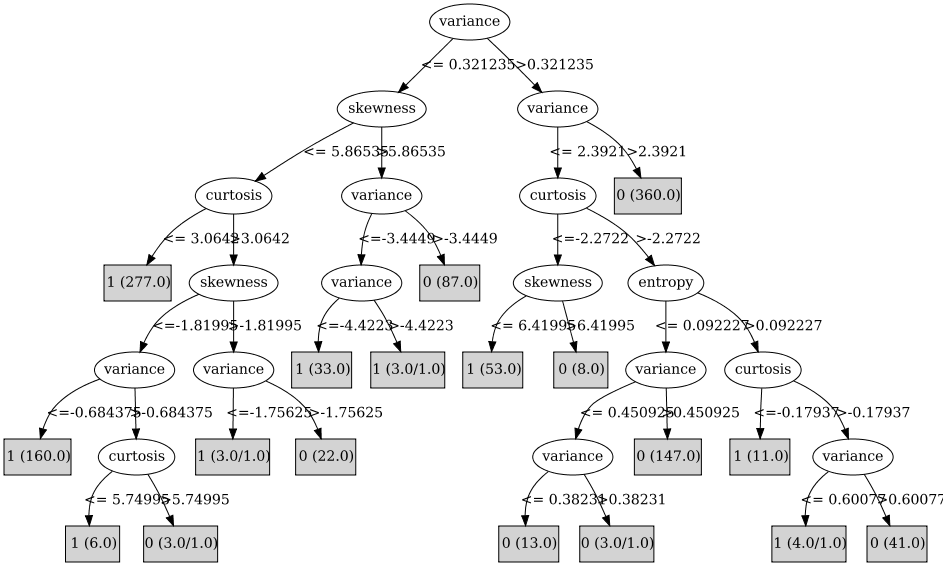 variance
<= 0.321235 >0.321235
skewness variance
<= 5.86535 >5.86535 <= 2.3921 >2.3921
curtosis variance curtosis 0 (360.0)
<= 3.0642 >3.0642 <=-3.4449 >-3.4449 <=-2.2722 >-2.2722
1 (277.0) skewness variance 0 (87.0) skewness entropy
<=-1.81995 >-1.81995 <=-4.4223 >-4.4223 <= 6.41995 >6.41995 <= 0.092227 >0.092227
variance variance 1 (33.0) 1 (3.0/1.0) 1 (53.0) 0 (8.0) variance curtosis
<=-0.684375 >-0.684375 <=-1.75625 >-1.75625 <= 0.450925 >0.450925 <=-0.17937 >-0.17937
1 (160.0) curtosis 1 (3.0/1.0) 0 (22.0) variance 0 (147.0) 1 (11.0) variance
<= 5.74995 >5.74995 <= 0.38231 >0.38231 <= 0.60077 >0.60077
1 (6.0) 0 (3.0/1.0) 0 (13.0) 0 (3.0/1.0) 1 (4.0/1.0) 0 (41.0)